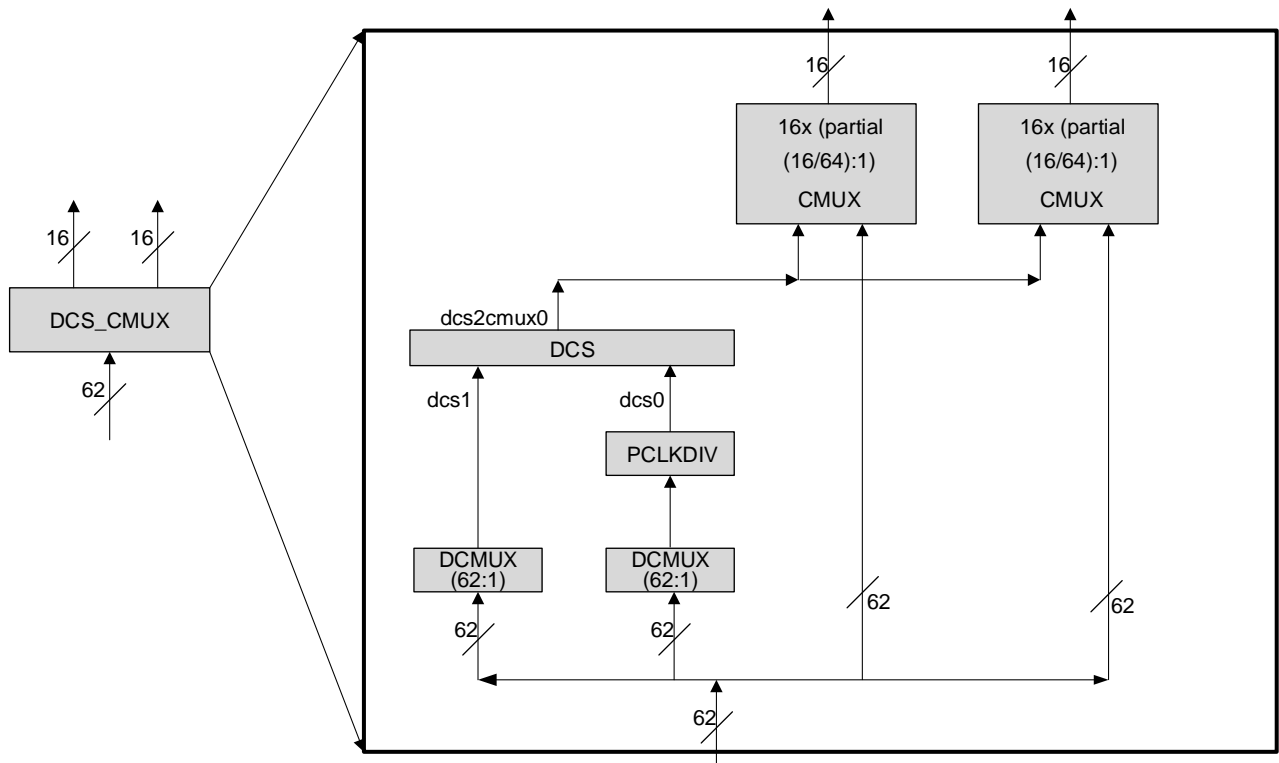 16
16
DCS_CMUX
62
16
16
16x (partial
(16/64):1)
CMUX
16x (partial
(16/64):1)
CMUX
dcs2cmux0
DCS
dcs1
dcs0
PCLKDIV
DCMUX
(62:1)
DCMUX
(62:1)
62
62
62
62
62